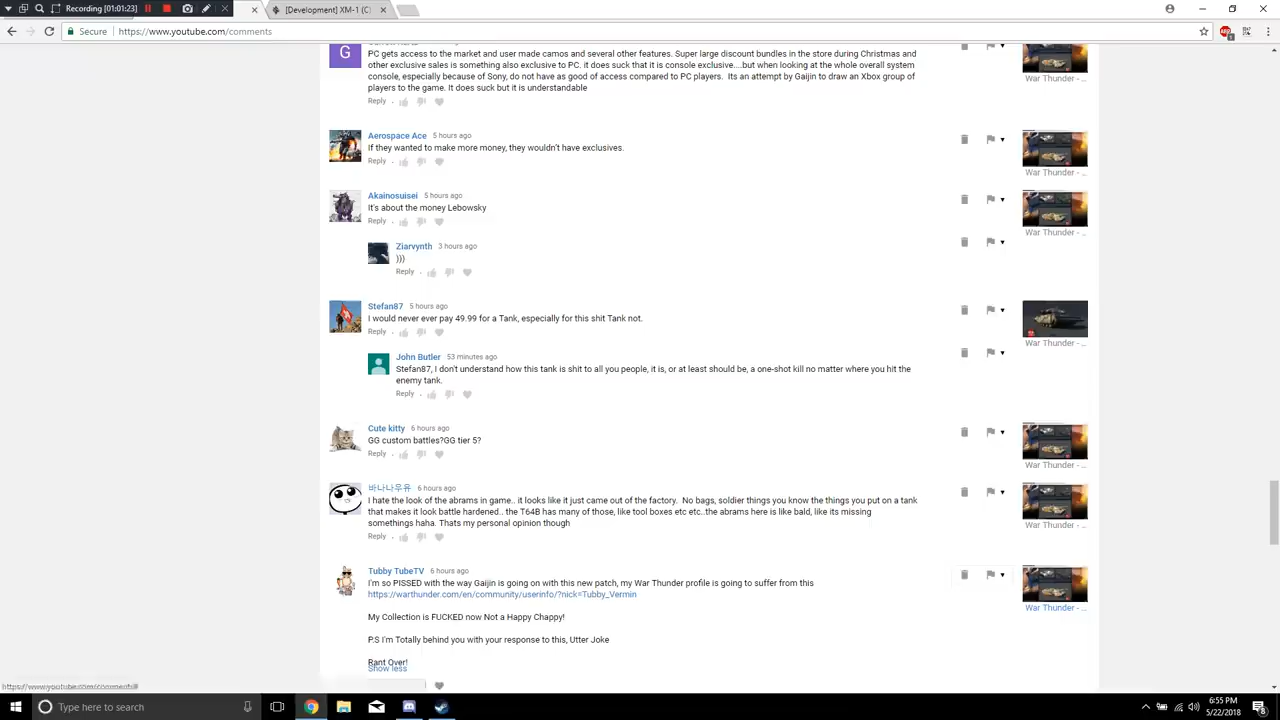 Recording [01:01:23]
[Development] XM-1 (C
Secure
https://www.youtube.com/comments
G
PC gets access to the market and user made camos and several other features. Super large discount bundles in the store during Christmas and
other exclusive sales is something also exclusive to PC. it does suck that it is console exclusive....but when looking at the whole overall system
console, especially because of Sony, do not have as good of access compared to PC players. Its an attempt by Gaijin to draw an Xbox group of
players to the game. It does suck but it is understandable
Reply
War Thunder - ...
Aerospace Ace 5 hours ago
If they wanted to make more money, they wouldn't have exclusives.
Reply
War Thunder - ...
Akainosuisei 5 hours ago
It's about the money Lebowsky
Reply
War Thunder - ...
Ziarvynth 3 hours ago
)))
Reply
Stefan87 5 hours ago
I would never ever pay 49.99 for a Tank, especially for this shit Tank not.
Reply
War Thunder - ...
John Butler 53 minutes ago
Stefan87, I don't understand how this tank is shit to all you people, it is, or at least should be, a one-shot kill no matter where you hit the
enemy tank.
Reply
Cute kitty 6 hours ago
GG custom battles?GG tier 5?
Reply
War Thunder - ...
바나나우유 6 hours ago
I hate the look of the abrams in game.. it looks like it just came out of the factory. No bags, soldier things you know the things you put on a tank
that makes it look battle hardened.. the T64B has many of those, like tool boxes etc etc..the abrams here is like bald, like its missing
somethings haha. Thats my personal opinion though
Reply
War Thunder - ...
Tubby TubeTV 6 hours ago
I'm so PISSED with the way Gaijin is going on with this new patch, my War Thunder profile is going to suffer from this
https://warthunder.com/en/community/userinfo/?nick=Tubby_Vermin
War Thunder - ...
My Collection is FUCKED now Not a Happy Chappy!
P.S I'm Totally behind you with your response to this, Utter Joke
Rant Over!
Show less
Type here to search
6:55 PM
5/22/2018